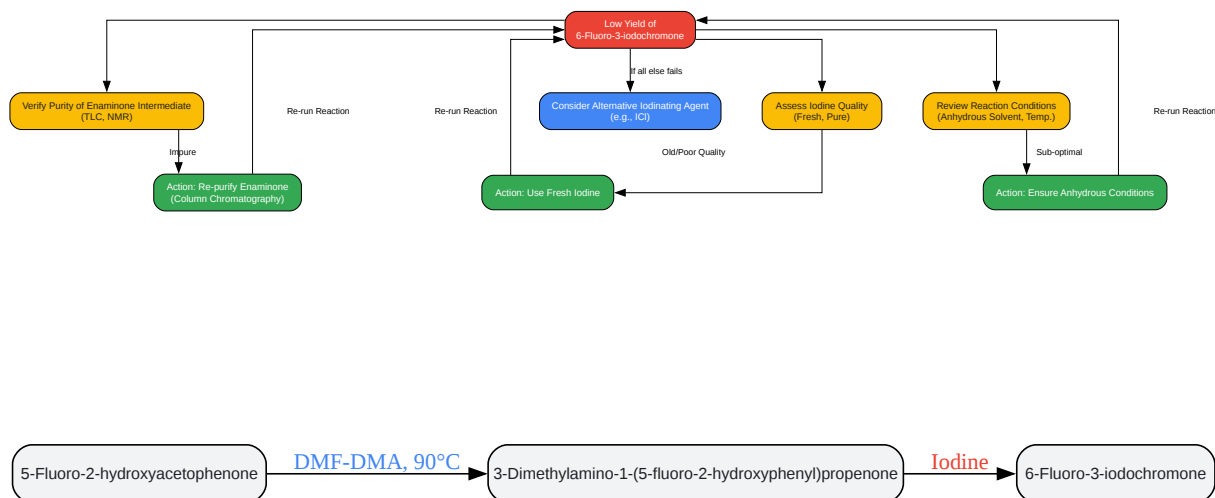 Low Yield of
6-Fluoro-3-iodochromone
If all else fails
Verify Purity of Enaminone Intermediate
(TLC, NMR)
Re-run Reaction
Re-run Reaction
Consider Alternative Iodinating Agent
(e.g., ICl)
Assess Iodine Quality
(Fresh, Pure)
Review Reaction Conditions
(Anhydrous Solvent, Temp.)
Re-run Reaction
Impure
Old/Poor Quality
Sub-optimal
Action: Re-purify Enaminone
(Column Chromatography)
Action: Use Fresh Iodine
Action: Ensure Anhydrous Conditions
5-Fluoro-2-hydroxyacetophenone
DMF-DMA, 90°C
3-Dimethylamino-1-(5-fluoro-2-hydroxyphenyl)propenone
Iodine
6-Fluoro-3-iodochromone